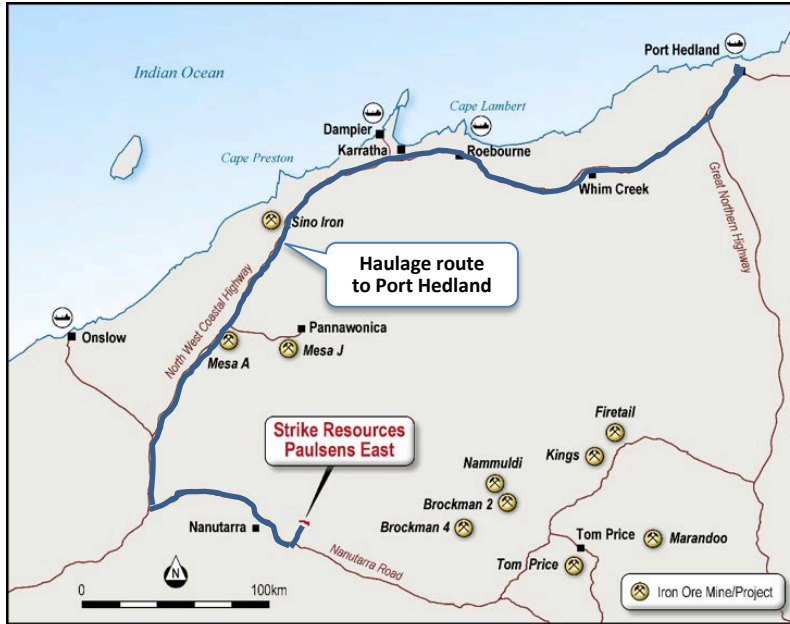 Port Hedland
Indian Ocean
Cape Lambert
Dampier
Karratha
Roebourne
Cape Preston
Whim Creek
Great Northern Highway
Sino Iron
Haulage route
to Port Hedland
North West Coastal Highway
Onslow
Pannawonica
Mesa A
Mesa J
Firetail
Strike Resources
Paulsens East
Kings
Nammuldi
Brockman 2
Brockman 4
Nanutarra
Tom Price
Marandoo
Nanutarra Road
Tom Price
N
0
100km
Iron Ore Mine/Project